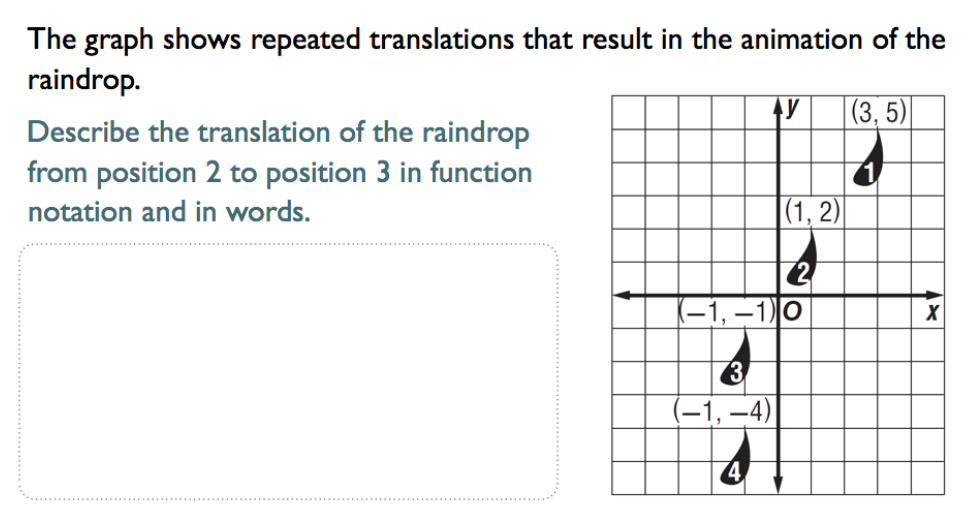 The graph shows repeated translations that result in the animation of the
raindrop.
Describe the translation of the raindrop
from position 2 to position 3 in function
notation and in words.
y
(3, 5)
1
(1, 2)
2
(−1, −1)
O
x
3
(−1, −4)
4